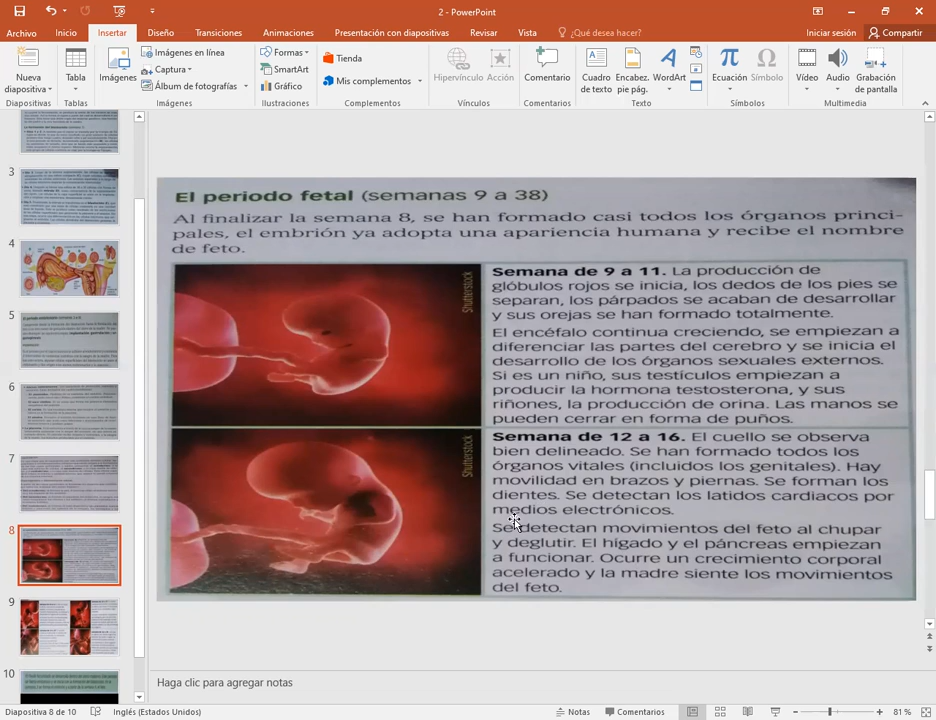 2 - PowerPoint
Archivo Inicio Insertar Diseño Transiciones Animaciones Presentación con diapositivas Revisar Vista ¿Qué desea hacer? Iniciar sesión Compartir
Nueva diapositiva
Tabla
Imágenes
Imágenes en línea
Captura
Álbum de fotografías
Formas
SmartArt
Gráfico
Tienda
Mis complementos
Hipervínculo
Acción
Comentario
Cuadro de texto
Encabez. pie pág.
WordArt
Ecuación
Símbolo
Vídeo
Audio
Grabación de pantalla
Diapositivas Tablas Imágenes Ilustraciones Complementos Vínculos Comentarios Texto Símbolos Multimedia
3
4
5
6
7
8
9
10
El periodo fetal (semanas 9 a 38)
Al finalizar la semana 8, se han formado casi todos los órganos princi-
pales, el embrión ya adopta una apariencia humana y recibe el nombre
de feto.
Shutterstock
Semana de 9 a 11. La producción de
glóbulos rojos se inicia, los dedos de los pies se
separan, los párpados se acaban de desarrollar
y sus orejas se han formado totalmente.
El encéfalo continua creciendo, se empiezan a
diferenciar las partes del cerebro y se inicia el
desarrollo de los órganos sexuales externos.
Si es un niño, sus testículos empiezan a
producir la hormona testosterona, y sus
riñones, la producción de orina. Las manos se
pueden cerrar en forma de puños.
Shutterstock
Semana de 12 a 16. El cuello se observa
bien delineado. Se han formado todos los
órganos vitales (incluidos los genitales). Hay
movilidad en brazos y piernas. Se forman los
dientes. Se detectan los latidos cardiacos por
medios electrónicos.
Se detectan movimientos del feto al chupar
y deglutir. El hígado y el páncreas empiezan
a funcionar. Ocurre un crecimiento corporal
acelerado y la madre siente los movimientos
del feto.
Haga clic para agregar notas
Diapositiva 8 de 10 Inglés (Estados Unidos) Notas Comentarios 81 %